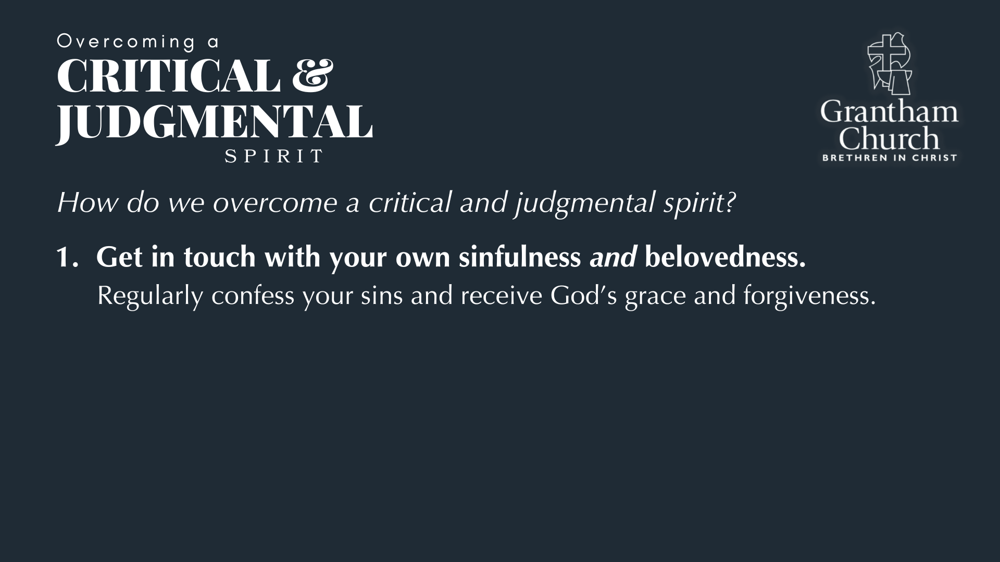 Overcoming a
CRITICAL &
JUDGMENTAL
SPIRIT
Grantham
Church
BRETHREN IN CHRIST
How do we overcome a critical and judgmental spirit?
1. Get in touch with your own sinfulness and belovedness.
Regularly confess your sins and receive God’s grace and forgiveness.